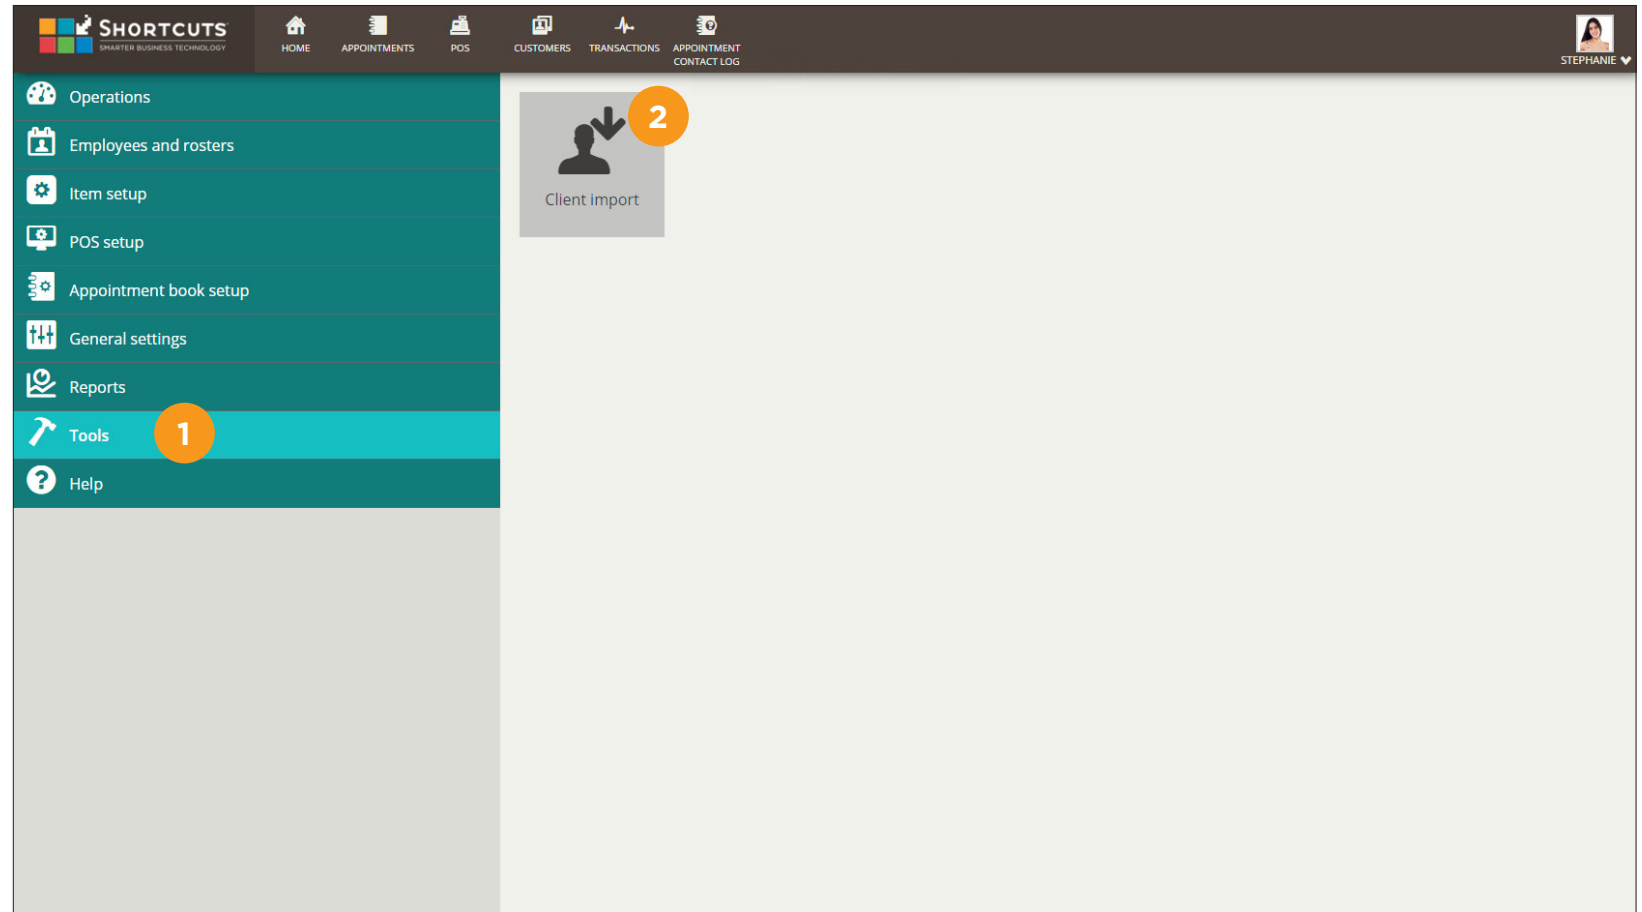 SHORTCUTS
SMARTER BUSINESS TECHNOLOGY
HOME
APPOINTMENTS
POS
CUSTOMERS
TRANSACTIONS
APPOINTMENT
CONTACT LOG
STEPHANIE
Operations
Employees and rosters
Item setup
POS setup
Appointment book setup
General settings
Reports
Tools
1
Help
2
Client import